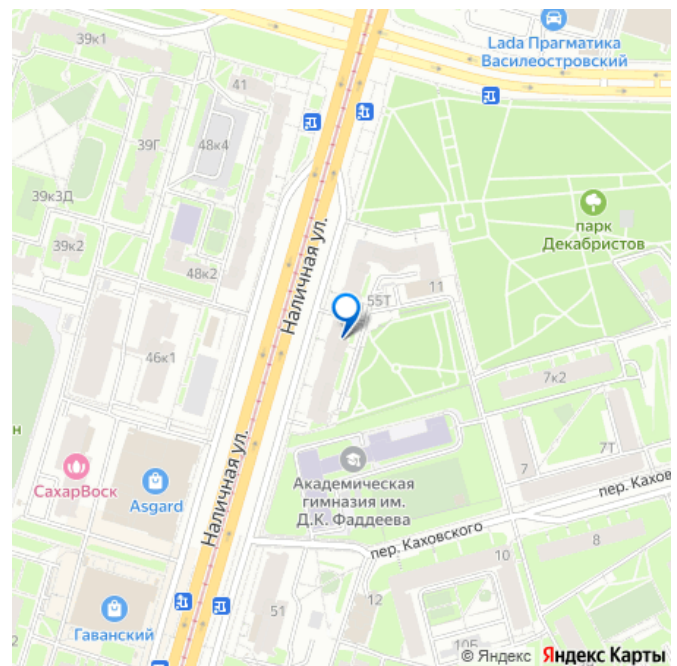 39к1
Lada Прагматика
Василеостровский
41
39Г
48к4
39к3Д
парк
Декабристов
39к2
Наличная ул.
48к2
55Т
11
46к1
7к2
н
СахарВоск
Asgard
Академическая
гимназия им.
Д.К. Фаддеева
7
7Т
пер. Каховс
Наличная ул.
пер. Каховского
8
10
51
12
Гаванский
10Б
© Яндекс Яндекс Карты